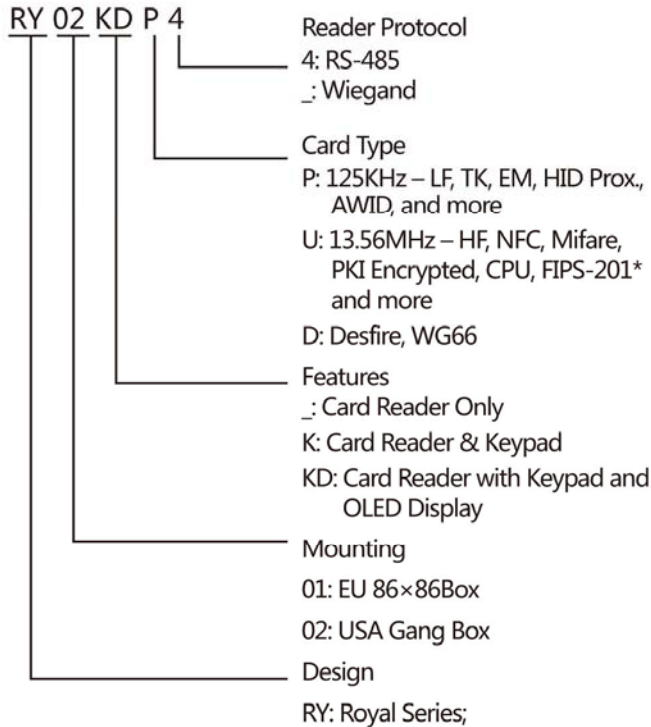 RY 02 KD P 4
Reader Protocol
4: RS-485
_: Wiegand
Card Type
P: 125KHz – LF, TK, EM, HID Prox.,
AWID, and more
U: 13.56MHz – HF, NFC, Mifare,
PKI Encrypted, CPU, FIPS-201*
and more
D: Desfire, WG66
Features
_: Card Reader Only
K: Card Reader & Keypad
KD: Card Reader with Keypad and
OLED Display
Mounting
01: EU 86×86Box
02: USA Gang Box
Design
RY: Royal Series;